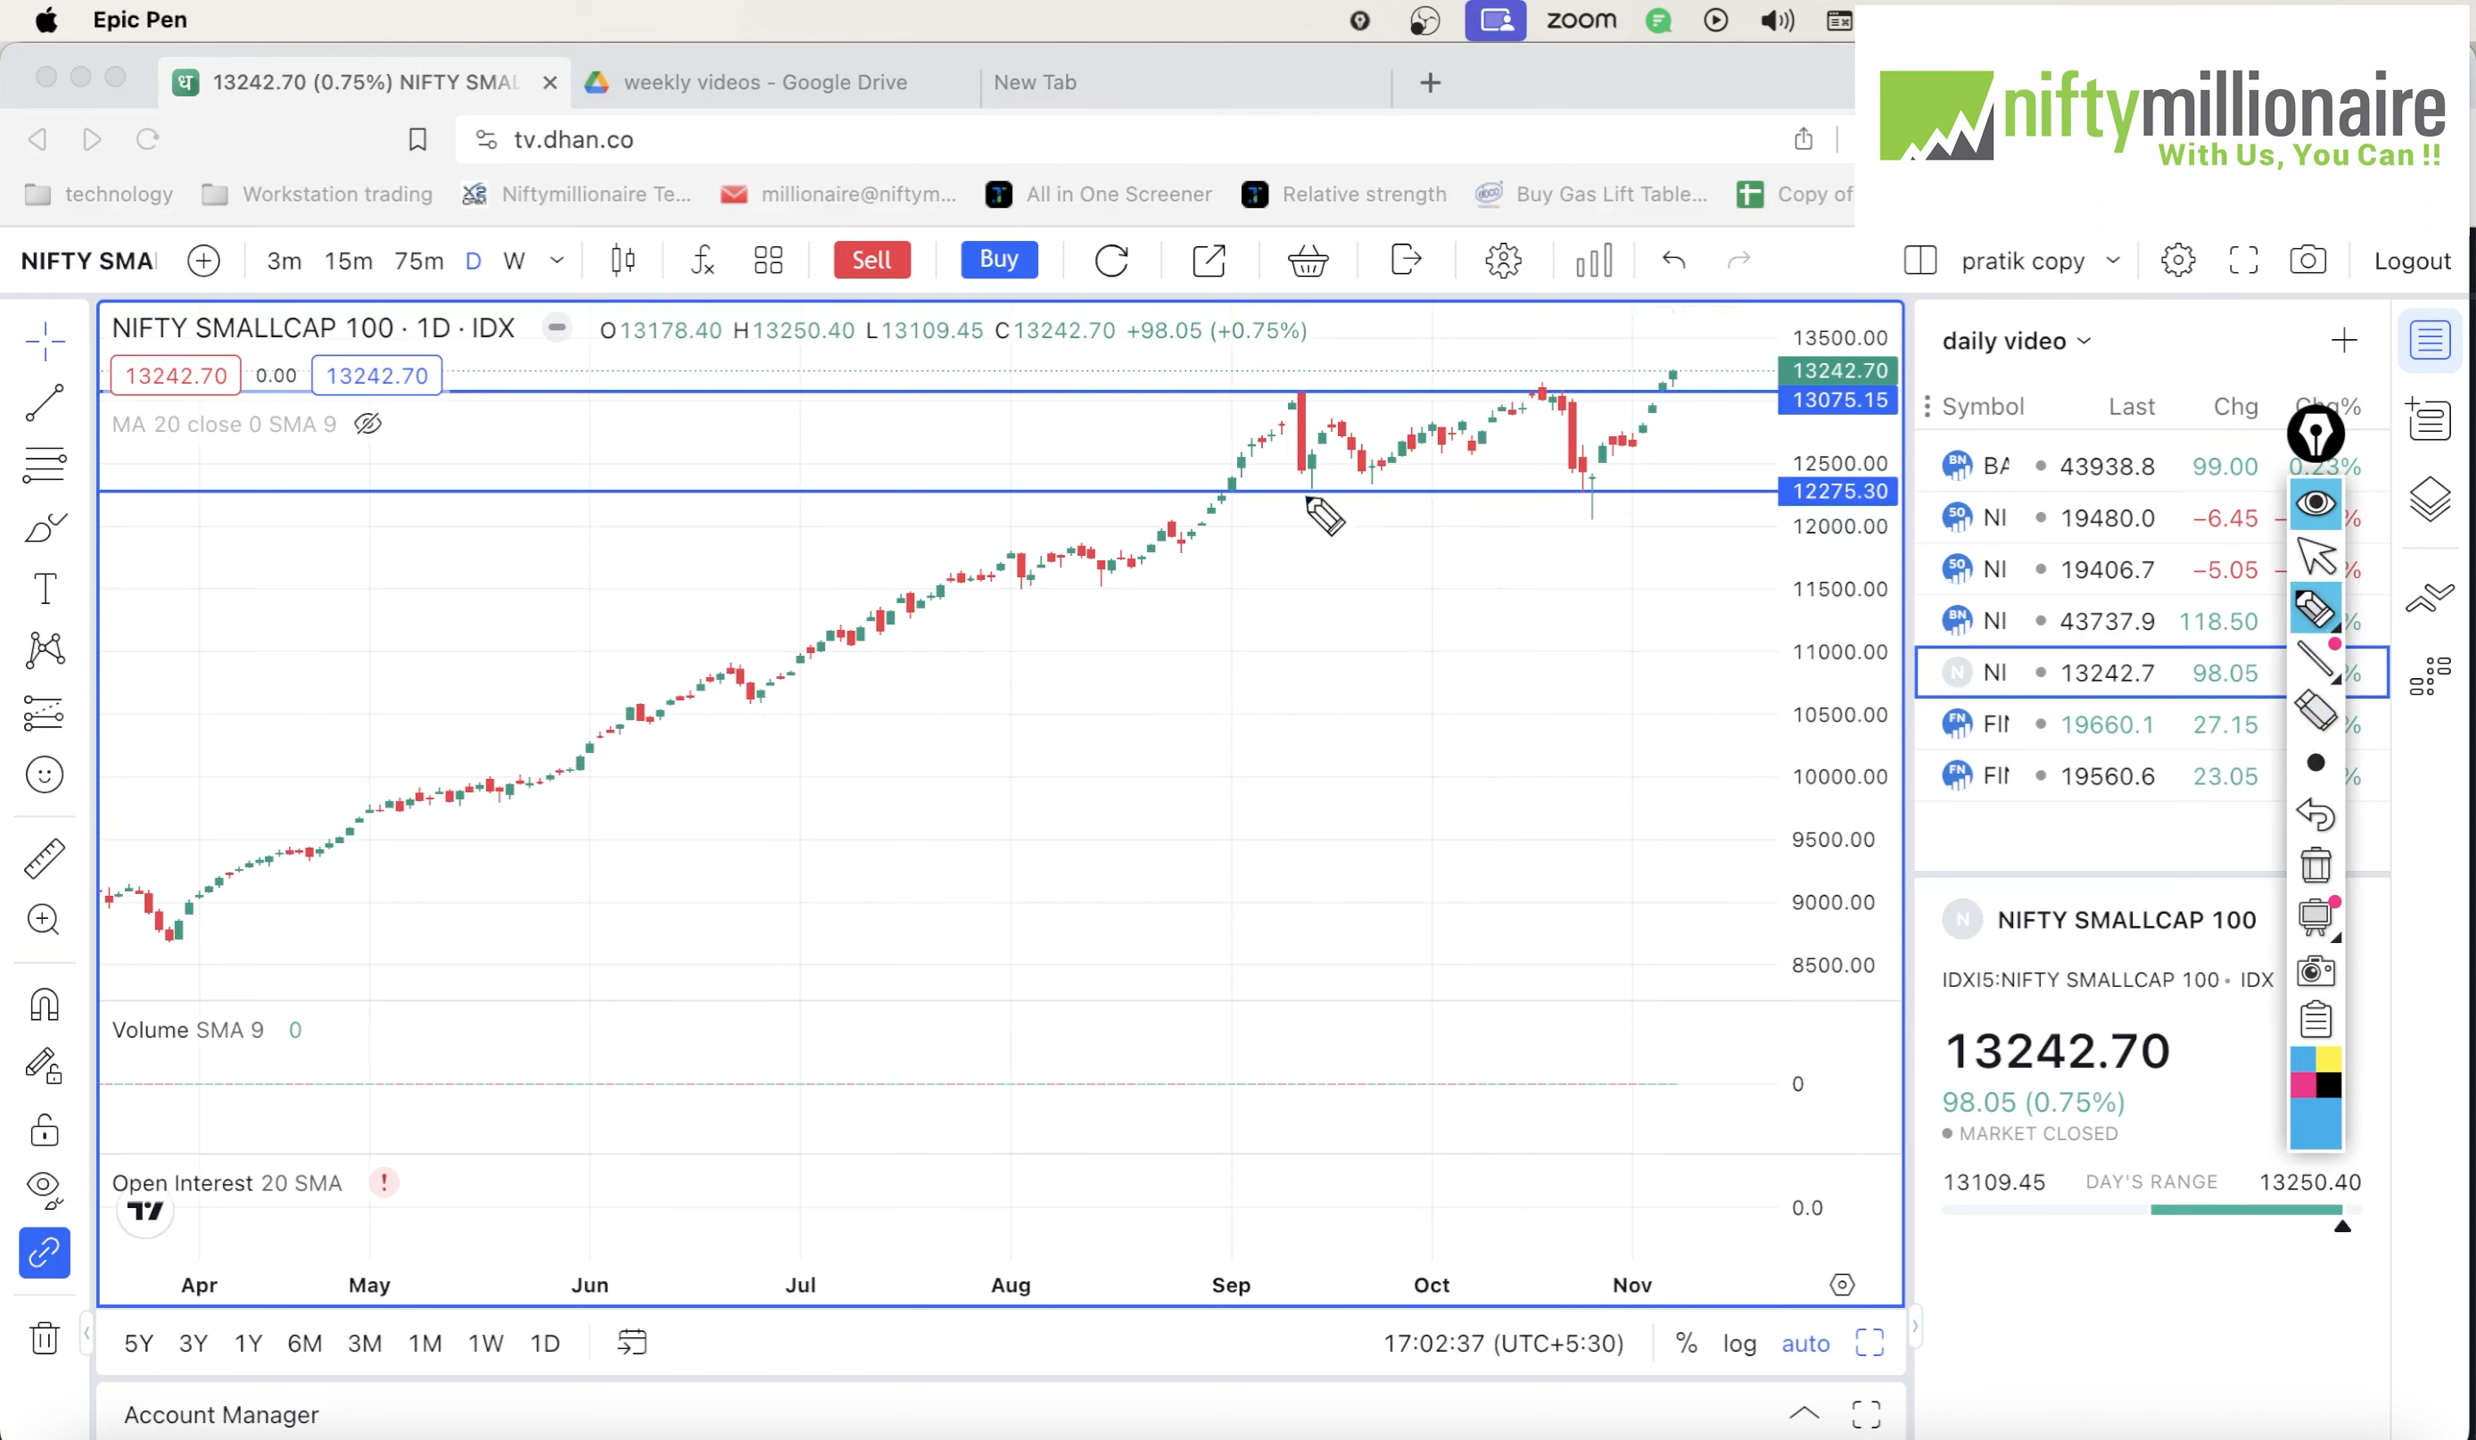 Epic Pen
zoom
niftymillionaire
With Us, You Can !!
13242.70 (0.75%) NIFTY SMAL
weekly videos - Google Drive
New Tab
tv.dhan.co
technology
Workstation trading
Niftymillionaire Te...
millionaire@niftym...
All in One Screener
Relative strength
Buy Gas Lift Table...
Copy of
NIFTY SMA
3m 15m 75m D W
Sell
Buy
pratik copy
Logout
NIFTY SMALLCAP 100 · 1D · IDX
O13178.40 H13250.40 L13109.45 C13242.70 +98.05 (+0.75%)
13242.70 0.00 13242.70
MA 20 close 0 SMA 9
13500.00
13242.70
13075.15
12500.00
12275.30
12000.00
11500.00
11000.00
10500.00
10000.00
9500.00
9000.00
8500.00
Volume SMA 9 0
0
Open Interest 20 SMA !
0.0
Apr May Jun Jul Aug Sep Oct Nov
5Y 3Y 1Y 6M 3M 1M 1W 1D
17:02:37 (UTC+5:30) % log auto
Account Manager
daily video
Symbol Last Chg Chg%
BN 43938.8 99.00 0.23%
50 NI 19480.0 −6.45 − %
50 NI 19406.7 −5.05 − %
BN NI 43737.9 118.50 %
N NI 13242.7 98.05 %
FN 19660.1 27.15 %
FN 19560.6 23.05 %
N NIFTY SMALLCAP 100
IDXI5:NIFTY SMALLCAP 100 • IDX
13242.70
98.05 (0.75%)
MARKET CLOSED
13109.45 DAY'S RANGE 13250.40